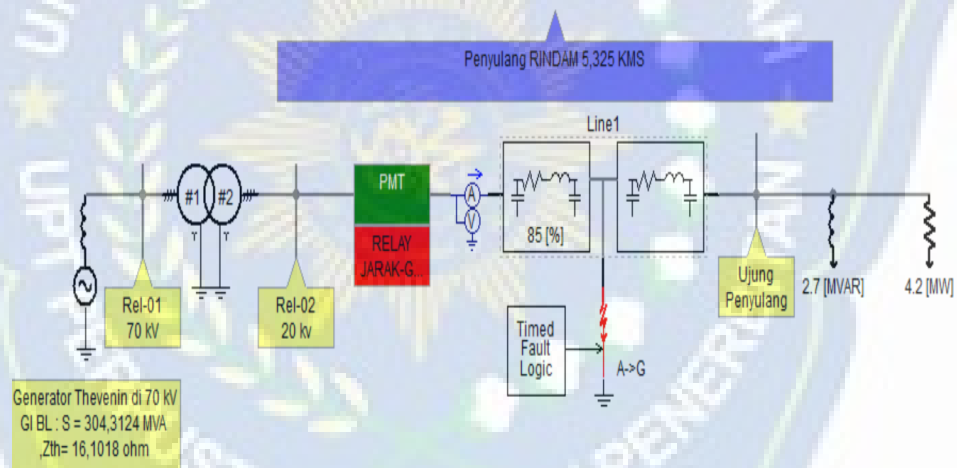 Penyulang RINDAM 5,325 KMS
Line1
#1 #2
PMT
RELAY
JARAK-G...
A
V
85 [%]
Rel-01
70 kV
Rel-02
20 kv
Ujung
Penyulang
2.7 [MVAR]
4.2 [MW]
Timed
Fault
Logic
A->G
Generator Thevenin di 70 kV
GI BL : S = 304,3124 MVA
,Zth= 16,1018 ohm